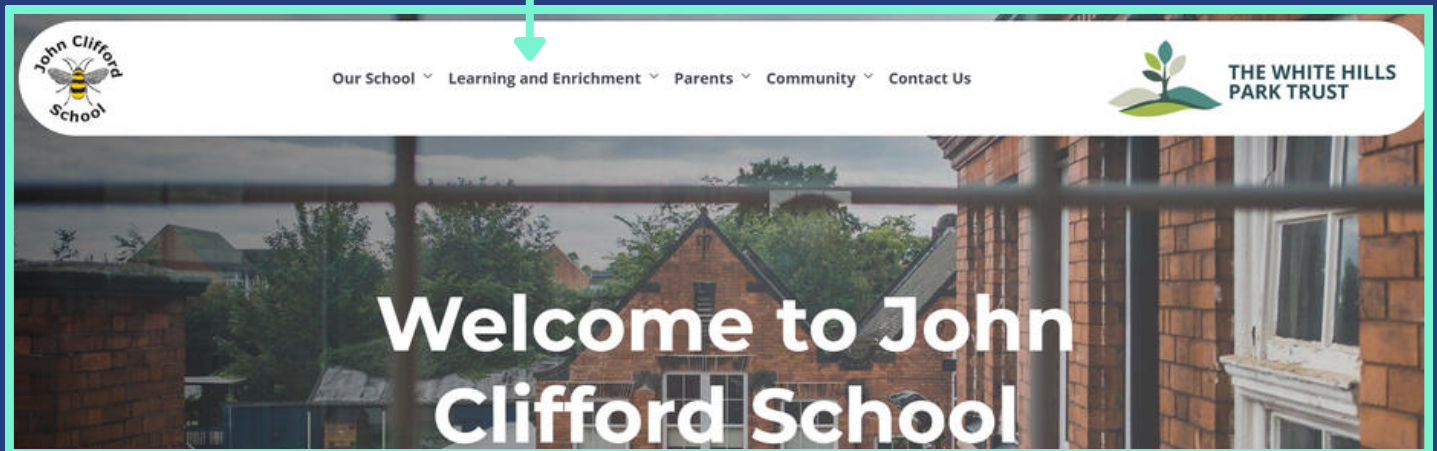 John Clifford
School
Our School Learning and Enrichment Parents Community Contact Us
THE WHITE HILLS
PARK TRUST
Welcome to John
Clifford School